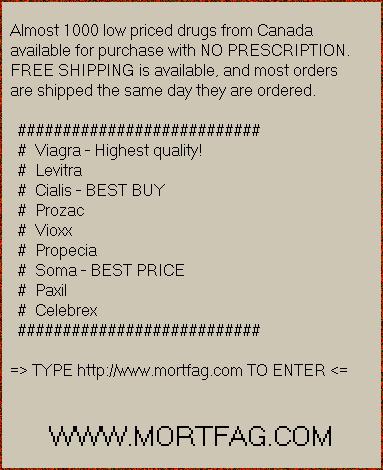 Almost 1000 low priced drugs from Canada
available for purchase with NO PRESCRIPTION.
FREE SHIPPING is available, and most orders
are shipped the same day they are ordered.
###########################
# Viagra - Highest quality!
# Levitra
# Cialis - BEST BUY
# Prozac
# Vioxx
# Propecia
# Soma - BEST PRICE
# Paxil
# Celebrex
###########################
=> TYPE http://www.mortfag.com TO ENTER <=
WWW.MORTFAG.COM